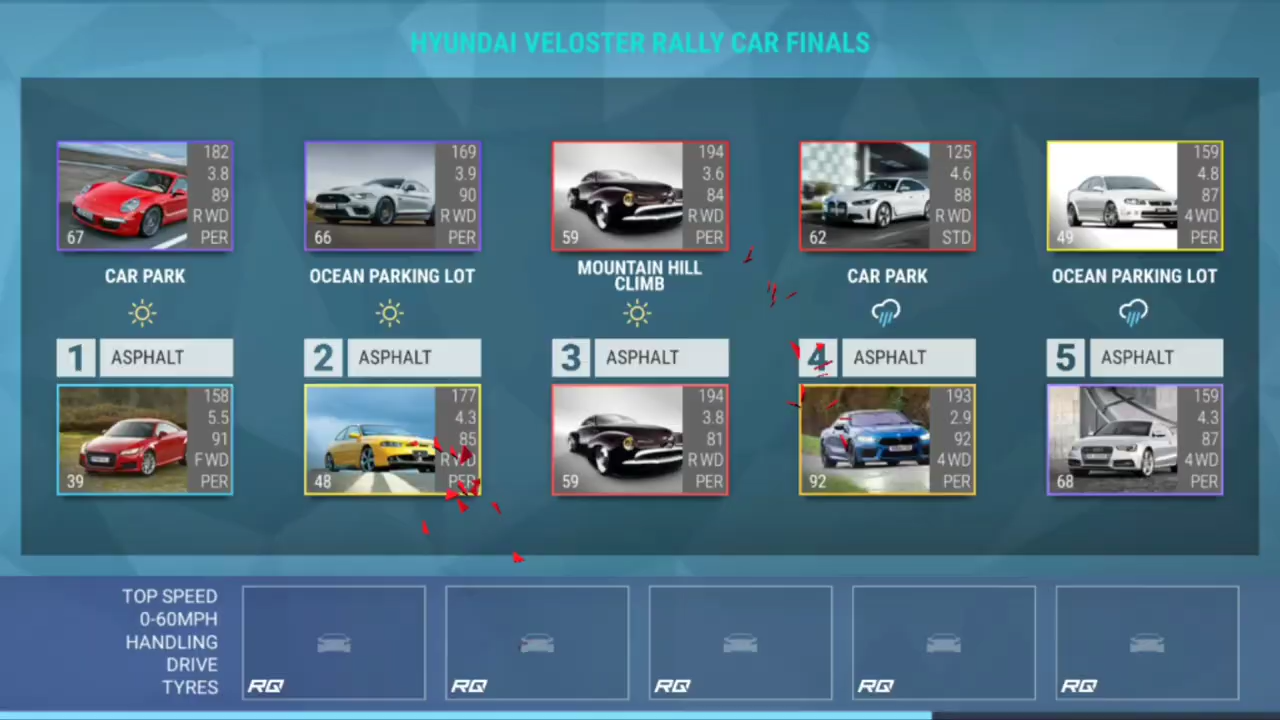 HYUNDAI VELOSTER RALLY CAR FINALS
182
3.8
89
RWD
67 PER
169
3.9
90
RWD
66 PER
194
3.6
84
RWD
59 PER
125
4.6
88
RWD
62 STD
159
4.8
87
4WD
49 PER
CAR PARK
OCEAN PARKING LOT
MOUNTAIN HILL
CLIMB
CAR PARK
OCEAN PARKING LOT
1 ASPHALT
2 ASPHALT
3 ASPHALT
4 ASPHALT
5 ASPHALT
158
5.5
91
FWD
39 PER
177
4.3
85
RWD
48 PER
194
3.8
81
RWD
59 PER
193
2.9
92
4WD
92 PER
159
4.3
87
4WD
68 PER
TOP SPEED
0-60MPH
HANDLING
DRIVE
TYRES
RQ
RQ
RQ
RQ
RQ